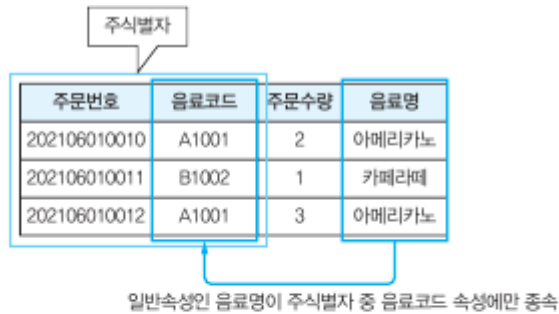 주식별자
주문번호 음료코드 주문수량 음료명
202106010010 A1001 2 아메리카노
202106010011 B1002 1 카페라떼
202106010012 A1001 3 아메리카노
일반속성인 음료명이 주식별자 중 음료코드 속성에만 종속